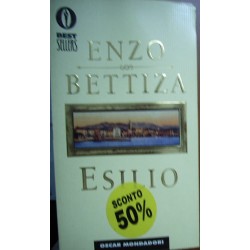 BEST
SELLERS
ENZO
BETTIZA
ESILIO
SCONTO
50%
OSCAR MONDADORI